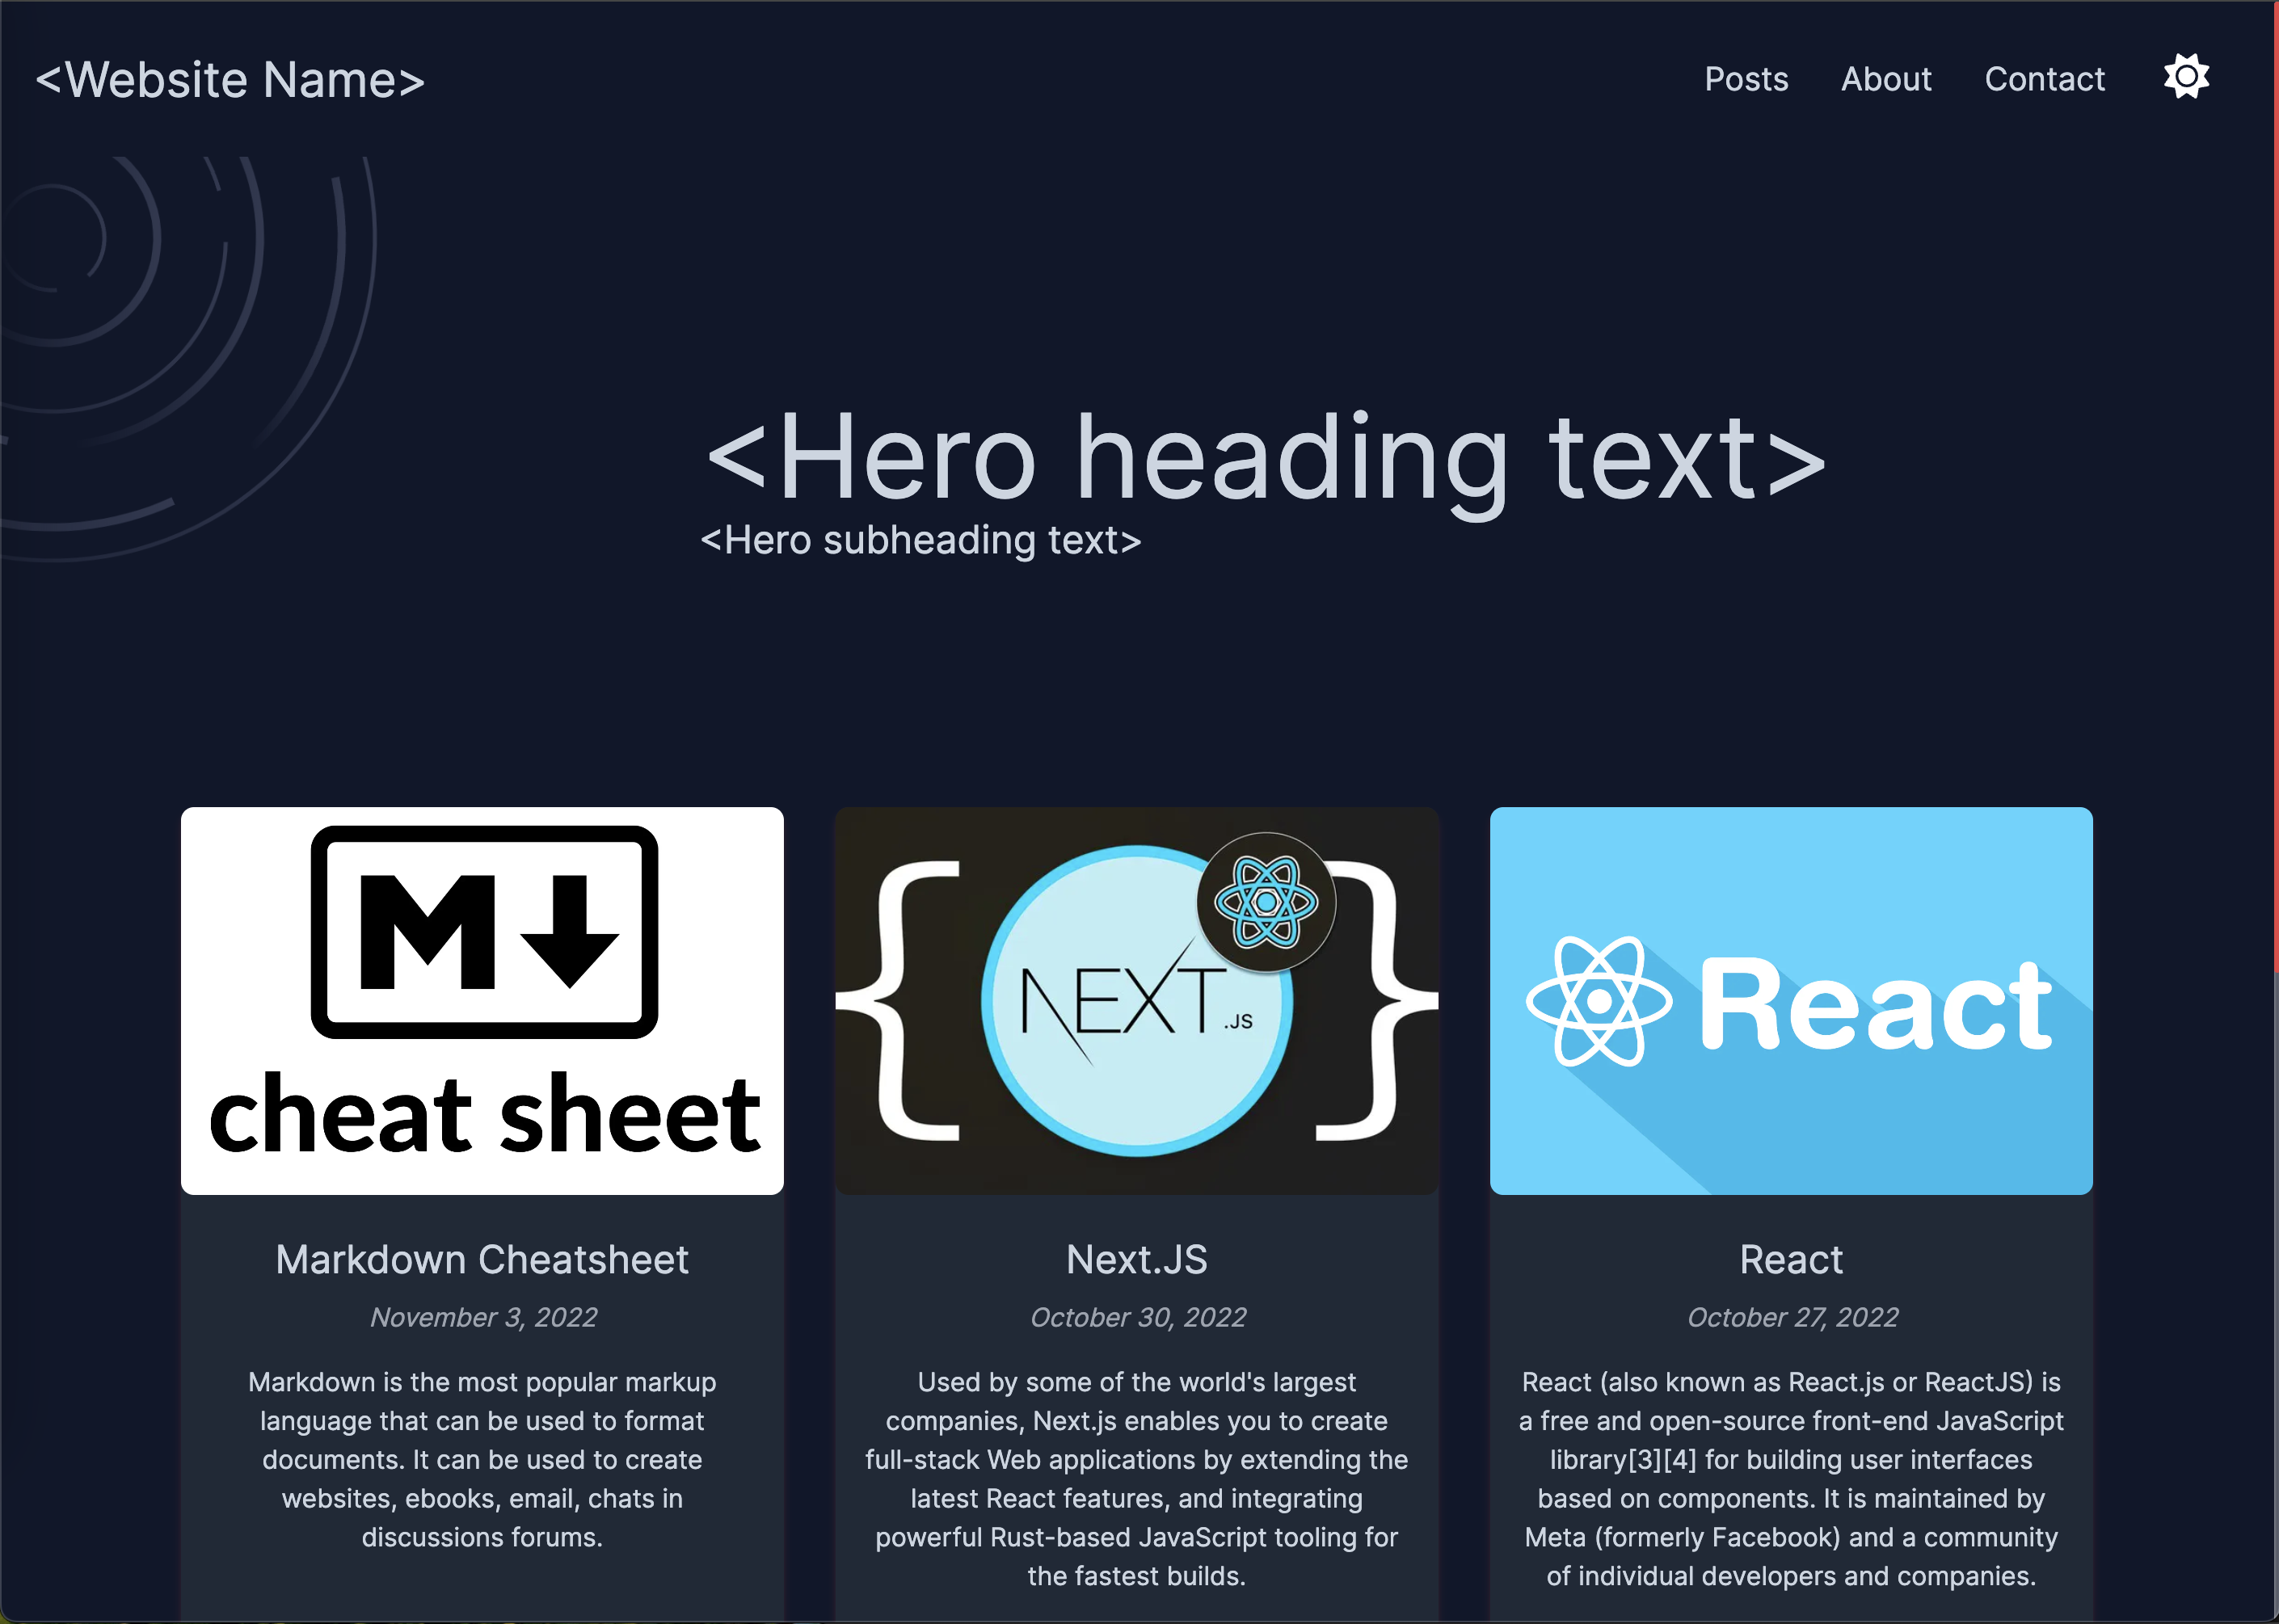 <Website Name>
Posts About Contact
<Hero heading text>
<Hero subheading text>
M
cheat sheet
NEXT.JS
React
Markdown Cheatsheet
November 3, 2022
Markdown is the most popular markup
language that can be used to format
documents. It can be used to create
websites, ebooks, email, chats in
discussions forums.
Next.JS
October 30, 2022
Used by some of the world's largest
companies, Next.js enables you to create
full-stack Web applications by extending the
latest React features, and integrating
powerful Rust-based JavaScript tooling for
the fastest builds.
React
October 27, 2022
React (also known as React.js or ReactJS) is
a free and open-source front-end JavaScript
library[3][4] for building user interfaces
based on components. It is maintained by
Meta (formerly Facebook) and a community
of individual developers and companies.